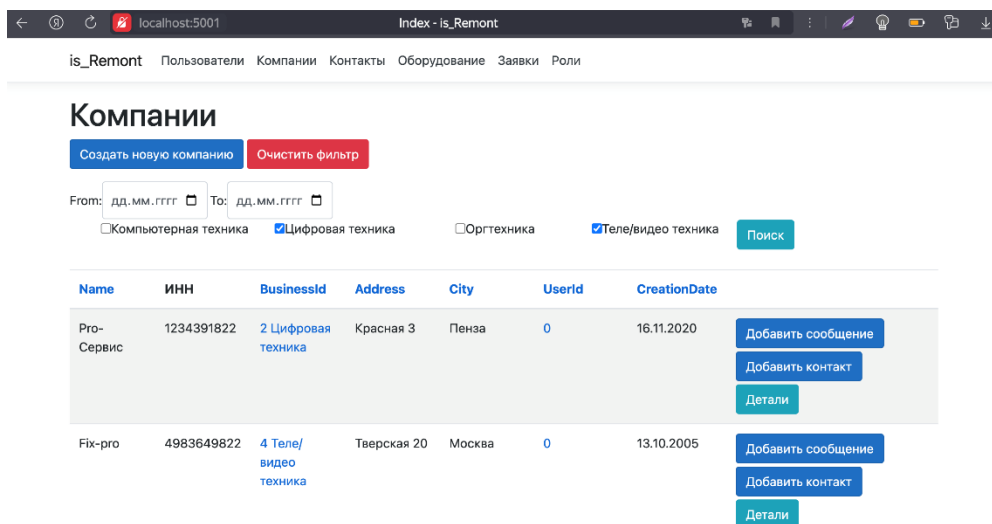 localhost:5001 Index - is_Remont
is_Remont Пользователи Компании Контакты Оборудование Заявки Роли
Компании
Создать новую компанию Очистить фильтр
From: дд.мм.гггг To: дд.мм.гггг
Компьютерная техника Цифровая техника Оргтехника Теле/видео техника Поиск
Name ИНН BusinessId Address City UserId CreationDate
Pro- 1234391822 2 Цифровая Красная 3 Пенза 0 16.11.2020 Добавить сообщение
Сервис техника
Добавить контакт
Детали
Fix-pro 4983649822 4 Теле/ Тверская 20 Москва 0 13.10.2005 Добавить сообщение
видео
техника Добавить контакт
Детали